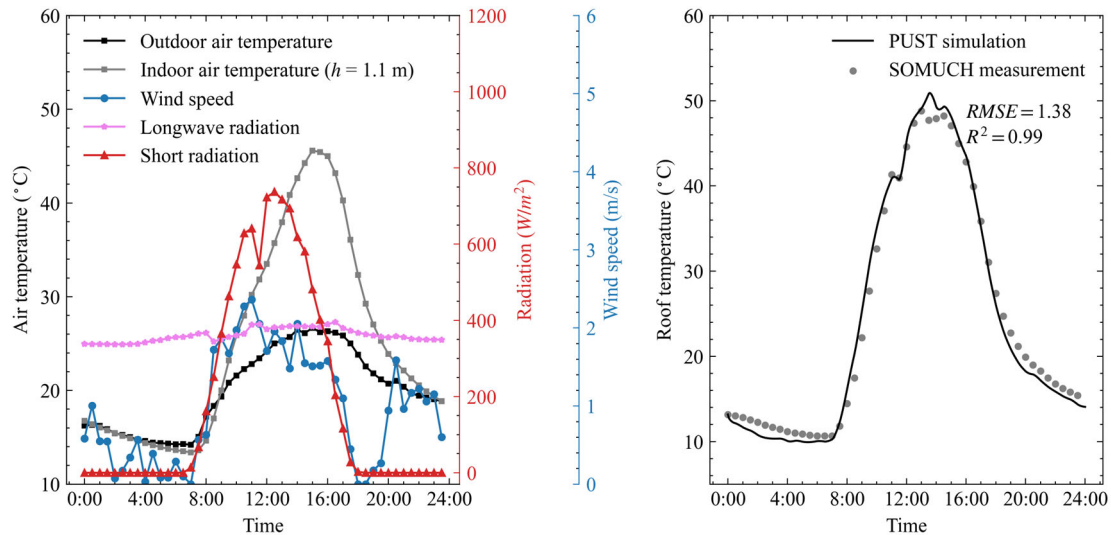 Outdoor air temperature
Indoor air temperature (h = 1.1 m)
Wind speed
Longwave radiation
Short radiation
Air temperature (°C)
60
50
40
30
20
10
0:00 4:00 8:00 12:00 16:00 20:00 24:00
Time
1200
1000
800
600
400
200
0
Radiation (W/m²)
6
5
4
3
2
1
0
Wind speed (m/s)
PUST simulation
SOMUCH measurement
RMSE = 1.38
R² = 0.99
Roof temperature (°C)
60
50
40
30
20
10
0:00 4:00 8:00 12:00 16:00 20:00 24:00
Time